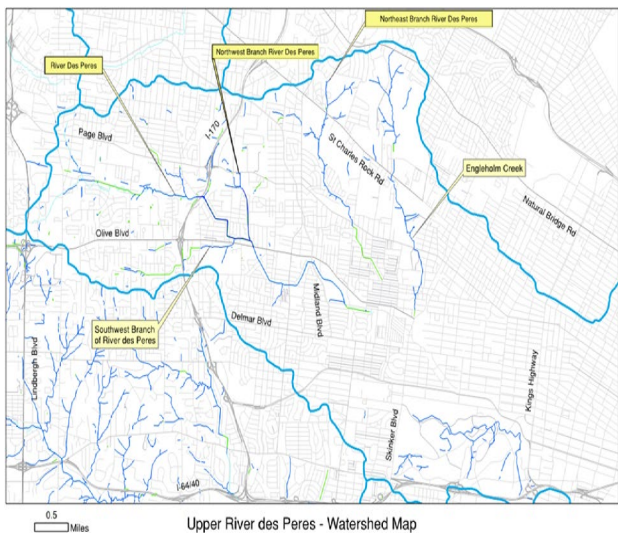 Northeast Branch River Des Peres
Northwest Branch River Des Peres
River Des Peres
I-170
Page Blvd
St Charles Rock Rd
Engleholm Creek
Natural Bridge Rd
Olive Blvd
Midland Blvd
Delmar Blvd
Southwest Branch
of River des Peres
Lindbergh Blvd
Kings Highway
Skinker Blvd
I-64/40
0.5
Miles
Upper River des Peres - Watershed Map